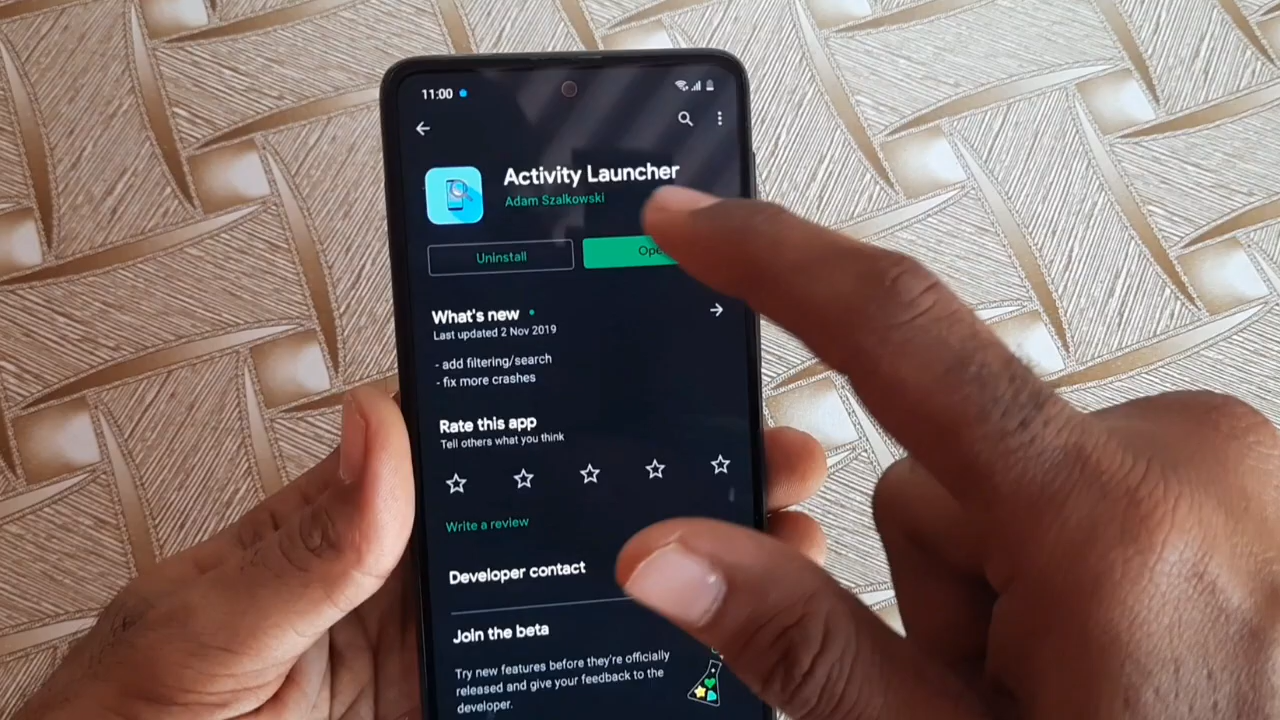 11:00
Activity Launcher
Adam Szalkowski
Uninstall
What's new
Last updated 2 Nov 2019
- add filtering/search
- fix more crashes
Rate this app
Tell others what you think
Write a review
Developer contact
Join the beta
Try new features before they're officially
released and give your feedback to the
developer.